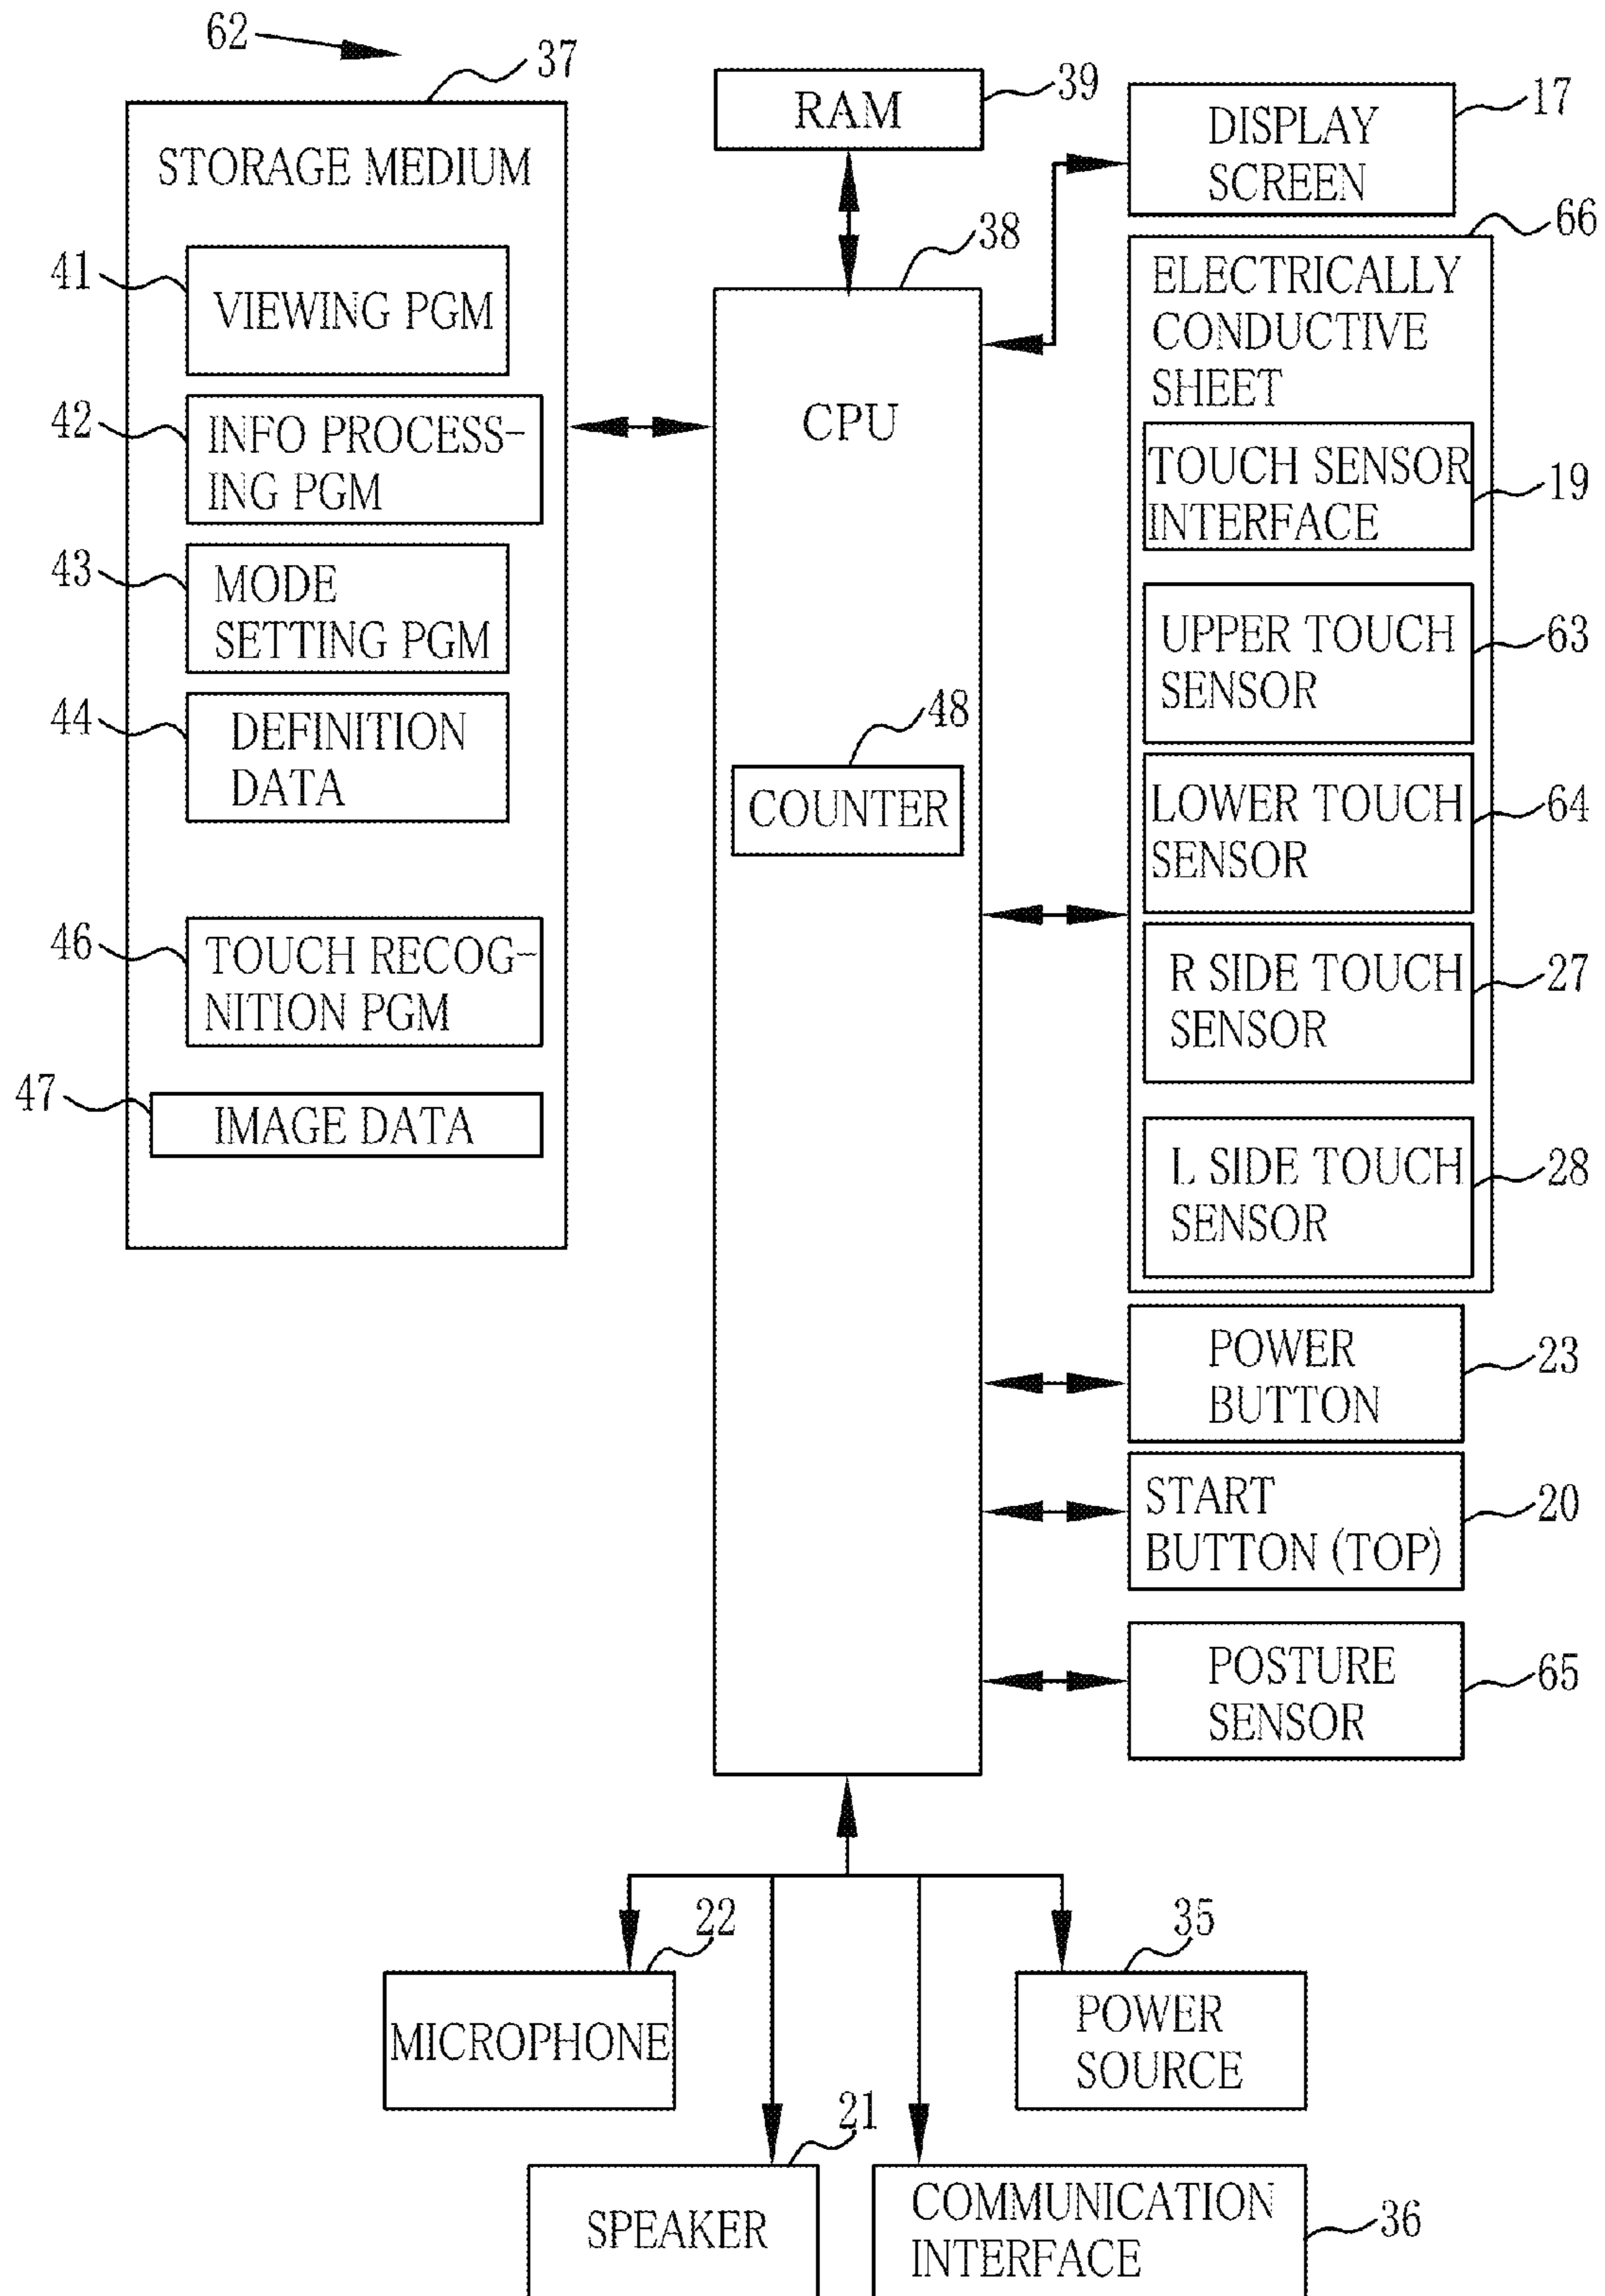 62
37
STORAGE MEDIUM
41
VIEWING PGM
42
INFO PROCESS-
ING PGM
43
MODE
SETTING PGM
44
DEFINITION
DATA
46
TOUCH RECOG-
NITION PGM
47
IMAGE DATA
RAM
39
38
CPU
48
COUNTER
17
DISPLAY
SCREEN
66
ELECTRICALLY
CONDUCTIVE
SHEET
TOUCH SENSOR
INTERFACE
19
UPPER TOUCH
SENSOR
63
LOWER TOUCH
SENSOR
64
R SIDE TOUCH
SENSOR
27
L SIDE TOUCH
SENSOR
28
POWER
BUTTON
23
START
BUTTON (TOP)
20
POSTURE
SENSOR
65
22
MICROPHONE
35
POWER
SOURCE
21
SPEAKER
COMMUNICATION
INTERFACE
36